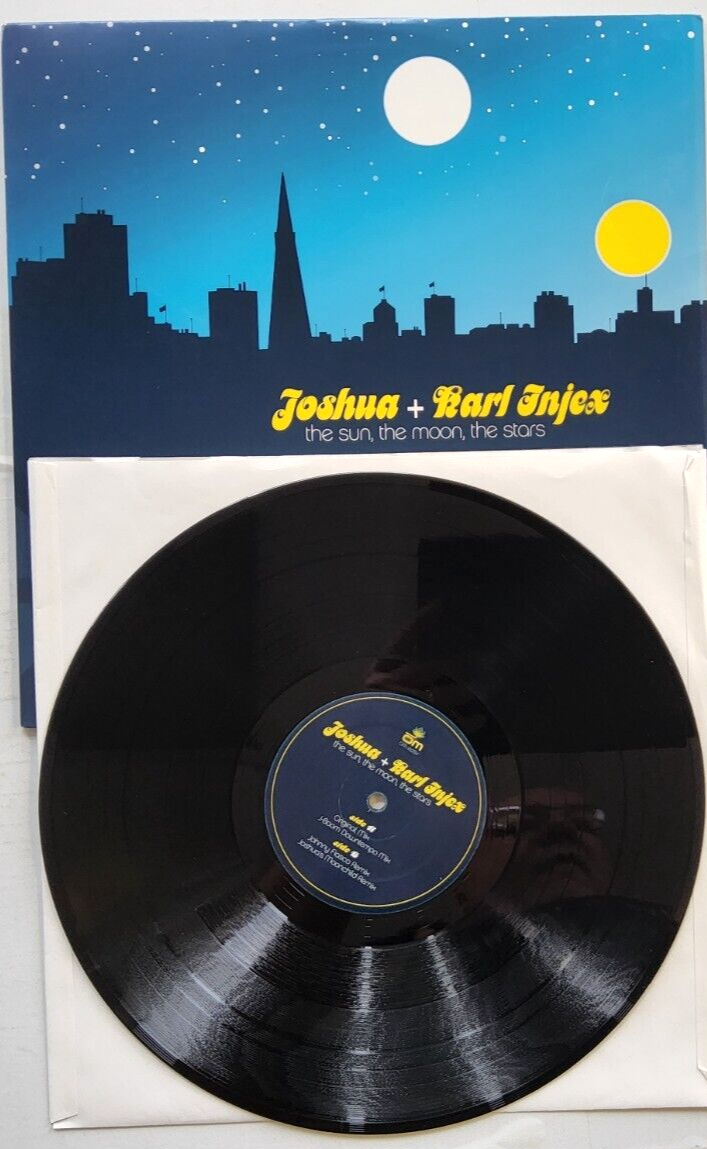 Joshua + Karl Injex
the sun, the moon, the stars
Om
Joshua + Karl Injex
the sun, the moon, the stars
side
Original Mix
J-Boom Downtempo Mix
side
Johnny Fiasco Remix
Joshua's Moonchild Remix